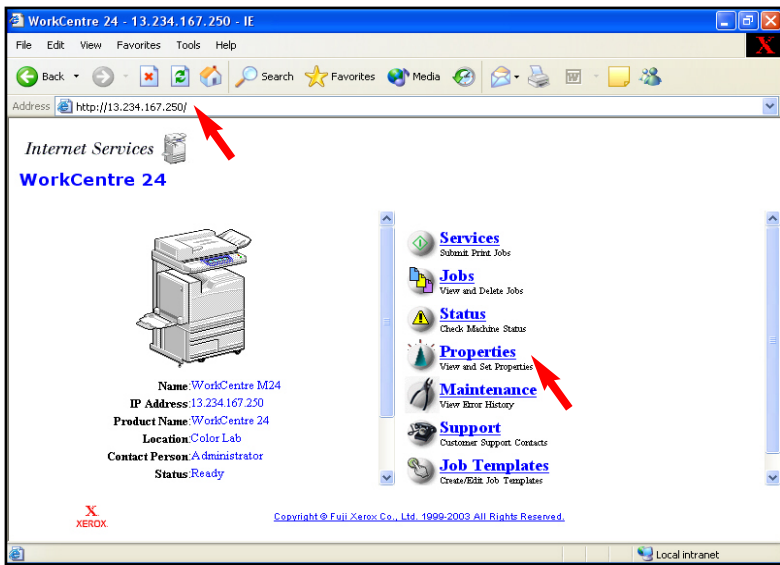 WorkCentre 24 - 13.234.167.250 - IE
File Edit View Favorites Tools Help
X
Back Search Favorites Media
Address http://13.234.167.250/
Internet Services
WorkCentre 24
Services
Submit Print Jobs
Jobs
View and Delete Jobs
Status
Check Machine Status
Properties
View and Set Properties
Maintenance
View Error History
Support
Customer Support Contacts
Job Templates
Create/Edit Job Templates
Name:WorkCentre M24
IP Address:13.234.167.250
Product Name:WorkCentre 24
Location:Color Lab
Contact Person:Administrator
Status:Ready
X
XEROX.
Copyright © Fuji Xerox Co., Ltd. 1999-2003 All Rights Reserved.
Local intranet